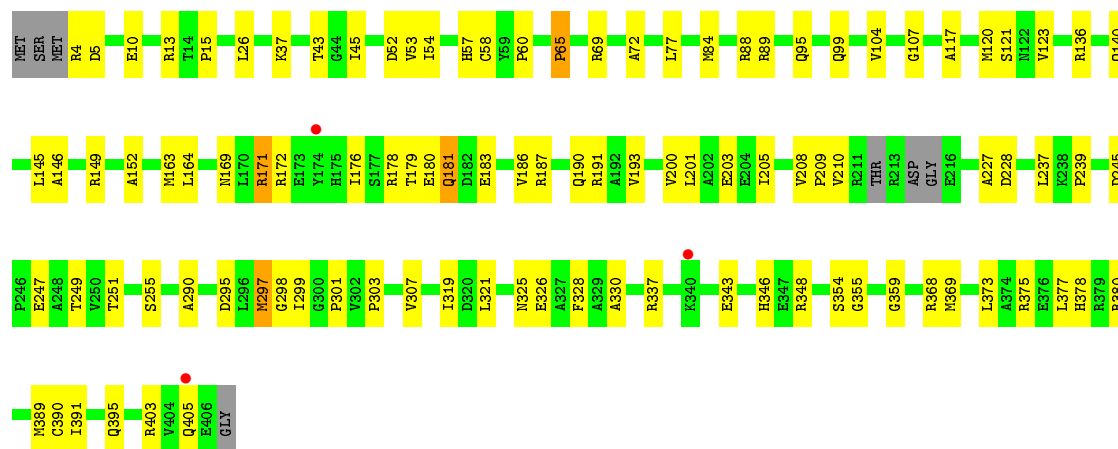 MET SER MET R4 D5 E10 R13 T14 P15 L26 K37 T43 G44 I45 D52 V53 I54 H57 C58 Y59 P60 P65 R69 A72 L77 M84 R88 R89 Q95 Q99 V104 G107 A117 M120 S121 N122 V123 R136
L145 A146 R149 A152 M163 L164 N169 L170 R171 R172 E173 Y174 H175 I176 S177 R178 T179 E180 Q181 D182 E183 V186 R187 Q190 R191 A192 V193 V200 L201 A202 E203 E204 I205 V208 P209 V210 R211 THR R213 ASP GLY E216 A227 D228 L237 K238 P239
P246 E247 A248 T249 V250 T251 S255 A290 D295 L296 M297 G298 I299 G300 P301 V302 P303 V307 I319 D320 L321 N325 E326 A327 F328 A329 A330 R337 K340 E343 H346 E347 R348 S354 G355 G359 R368 M369 L373 A374 R375 E376 L377 H378 R379
M389 C390 I391 Q395 R403 V404 Q405 E406 GLY